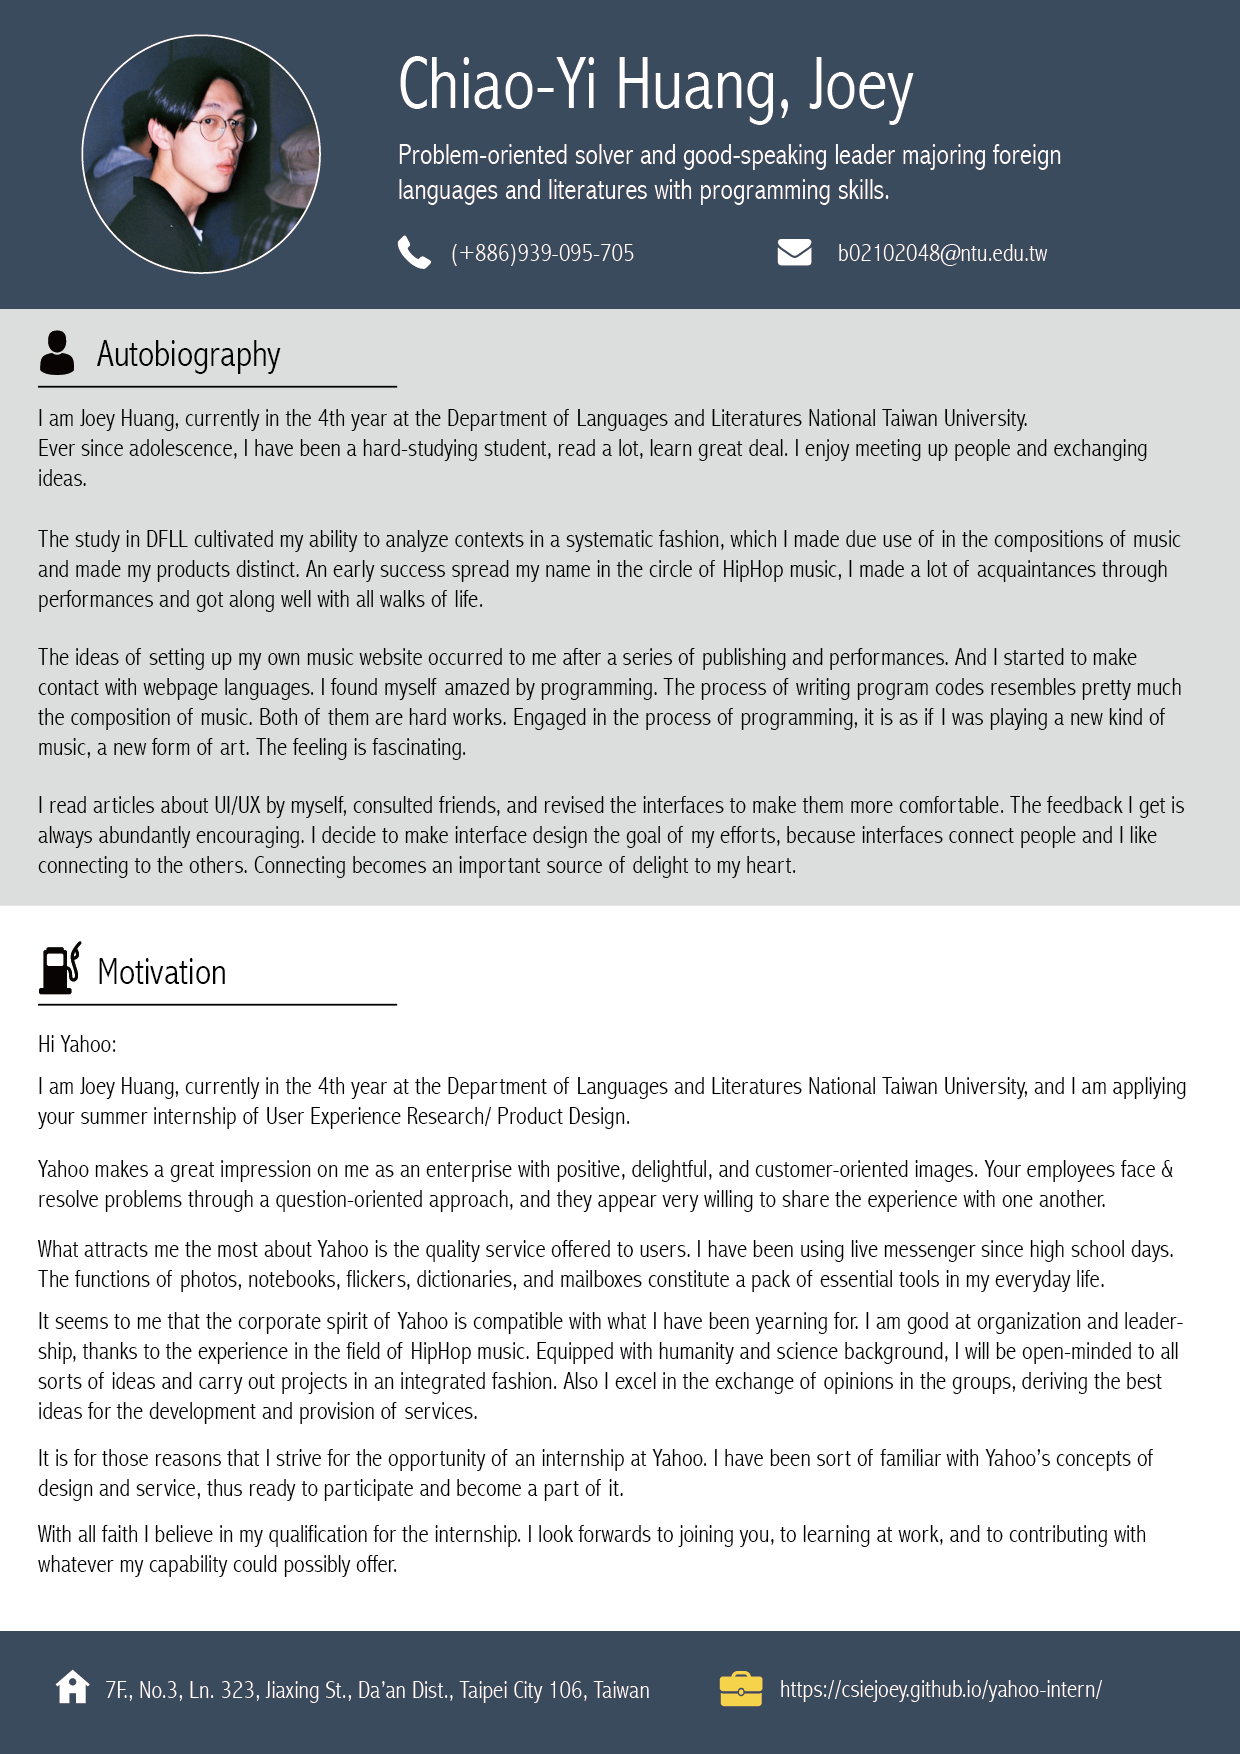 Chiao-Yi Huang, Joey
Problem-oriented solver and good-speaking leader majoring foreign
languages and literatures with programming skills.
(+886)939-095-705
b02102048@ntu.edu.tw
Autobiography
I am Joey Huang, currently in the 4th year at the Department of Languages and Literatures National Taiwan University.
Ever since adolescence, I have been a hard-studying student, read a lot, learn great deal. I enjoy meeting up people and exchanging
ideas.
The study in DFLL cultivated my ability to analyze contexts in a systematic fashion, which I made due use of in the compositions of music
and made my products distinct. An early success spread my name in the circle of HipHop music, I made a lot of acquaintances through
performances and got along well with all walks of life.
The ideas of setting up my own music website occurred to me after a series of publishing and performances. And I started to make
contact with webpage languages. I found myself amazed by programming. The process of writing program codes resembles pretty much
the composition of music. Both of them are hard works. Engaged in the process of programming, it is as if I was playing a new kind of
music, a new form of art. The feeling is fascinating.
I read articles about UI/UX by myself, consulted friends, and revised the interfaces to make them more comfortable. The feedback I get is
always abundantly encouraging. I decide to make interface design the goal of my efforts, because interfaces connect people and I like
connecting to the others. Connecting becomes an important source of delight to my heart.
Motivation
Hi Yahoo:
I am Joey Huang, currently in the 4th year at the Department of Languages and Literatures National Taiwan University, and I am appliying
your summer internship of User Experience Research/ Product Design.
Yahoo makes a great impression on me as an enterprise with positive, delightful, and customer-oriented images. Your employees face &
resolve problems through a question-oriented approach, and they appear very willing to share the experience with one another.
What attracts me the most about Yahoo is the quality service offered to users. I have been using live messenger since high school days.
The functions of photos, notebooks, flickers, dictionaries, and mailboxes constitute a pack of essential tools in my everyday life.
It seems to me that the corporate spirit of Yahoo is compatible with what I have been yearning for. I am good at organization and leader-
ship, thanks to the experience in the field of HipHop music. Equipped with humanity and science background, I will be open-minded to all
sorts of ideas and carry out projects in an integrated fashion. Also I excel in the exchange of opinions in the groups, deriving the best
ideas for the development and provision of services.
It is for those reasons that I strive for the opportunity of an internship at Yahoo. I have been sort of familiar with Yahoo’s concepts of
design and service, thus ready to participate and become a part of it.
With all faith I believe in my qualification for the internship. I look forwards to joining you, to learning at work, and to contributing with
whatever my capability could possibly offer.
7F., No.3, Ln. 323, Jiaxing St., Da’an Dist., Taipei City 106, Taiwan
https://csiejoey.github.io/yahoo-intern/